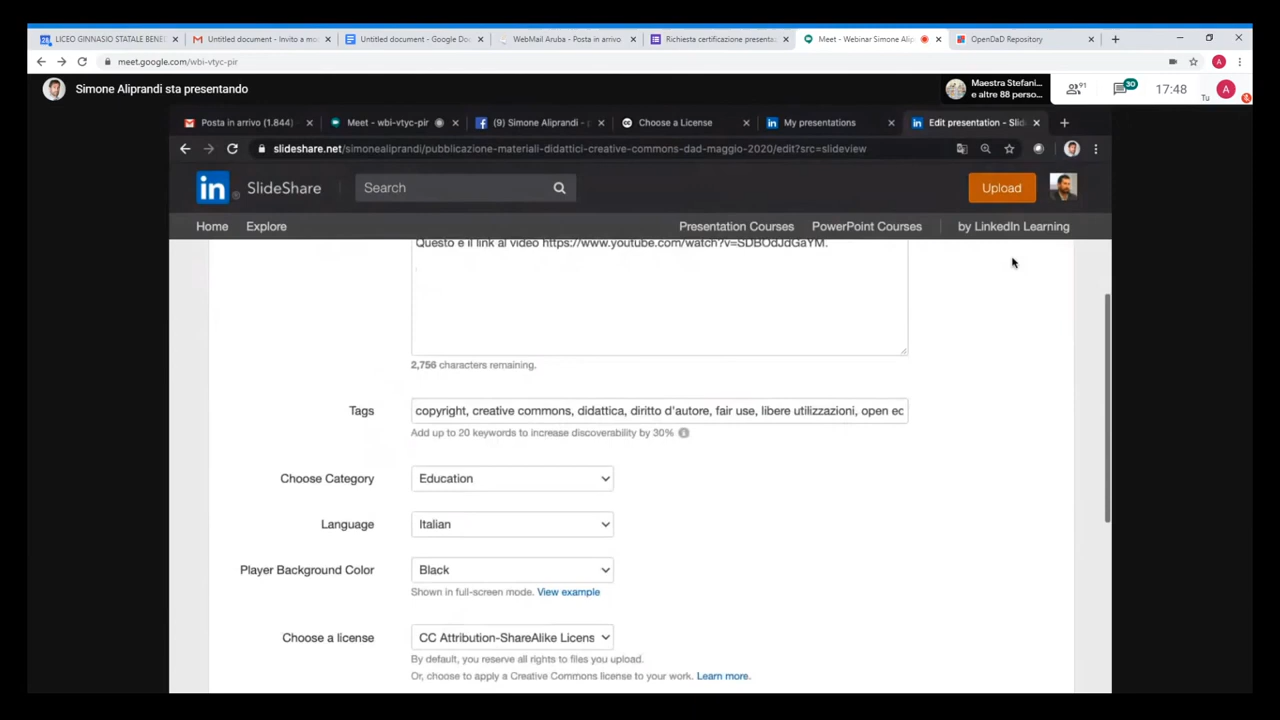 LICEO GINNASIO STATALE BENE
Untitled document - Invito a mo
Untitled document - Google Doc
WebMail Aruba - Posta in arrivo
Richiesta certificazione presenta
Meet - Webinar Simone Alip
OpenDaD Repository
meet.google.com/wbi-vtyc-pir
A
Simone Aliprandi sta presentando
Maestra Stefani...
e altre 88 perso...
91
30
17:48
Tu
A
Posta in arrivo (1.844)
Meet - wbi-vtyc-pir
(9) Simone Aliprandi -
Choose a License
My presentations
Edit presentation - Slid
slideshare.net/simonealiprandi/pubblicazione-materiali-didattici-creative-commons-dad-maggio-2020/edit?src=slideview
in SlideShare
Search
Upload
Home
Explore
Presentation Courses
PowerPoint Courses
by LinkedIn Learning
Questo è il link al video https://www.youtube.com/watch?v=SDBOdJdGaYM.
2,756 characters remaining.
Tags
copyright, creative commons, didattica, diritto d'autore, fair use, libere utilizzazioni, open ec
Add up to 20 keywords to increase discoverability by 30%
Choose Category
Education
Language
Italian
Player Background Color
Black
Shown in full-screen mode. View example
Choose a license
CC Attribution-ShareAlike Licens
By default, you reserve all rights to files you upload.
Or, choose to apply a Creative Commons license to your work. Learn more.